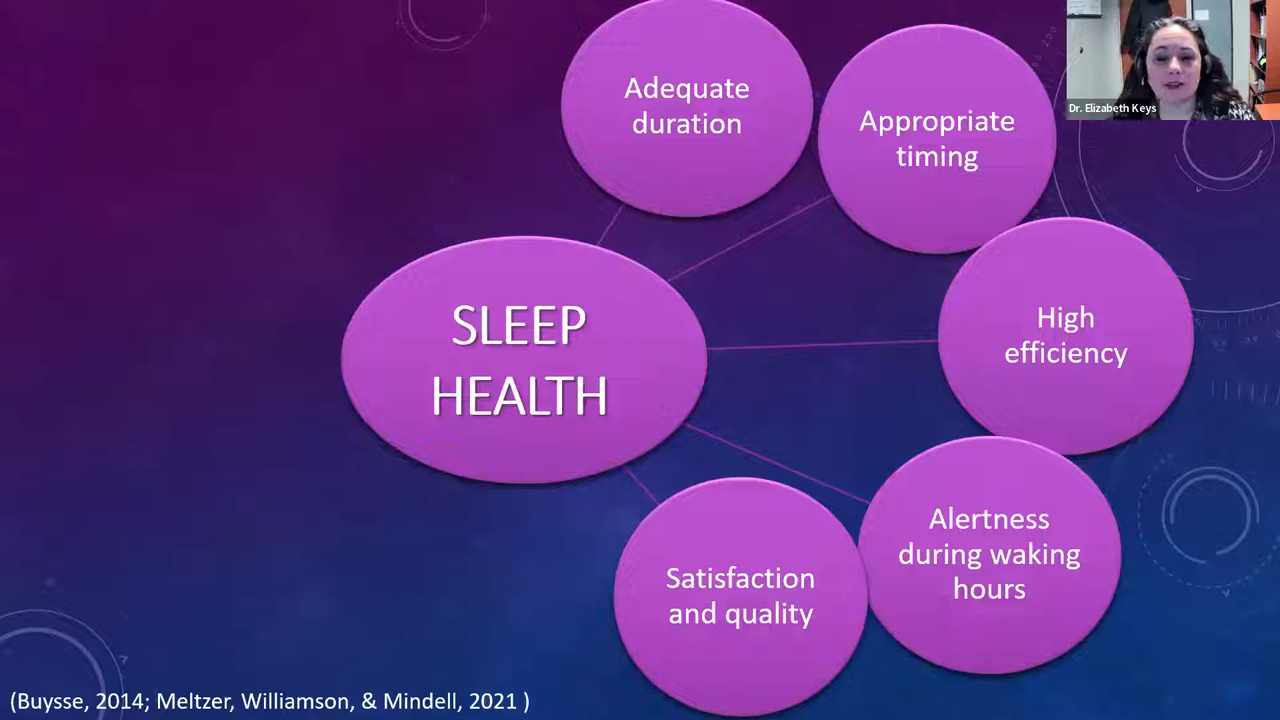 Adequate
duration
Appropriate
timing
Dr. Elizabeth Keys
SLEEP
HEALTH
High
efficiency
Alertness
during waking
hours
Satisfaction
and quality
(Buysse, 2014; Meltzer, Williamson, & Mindell, 2021 )